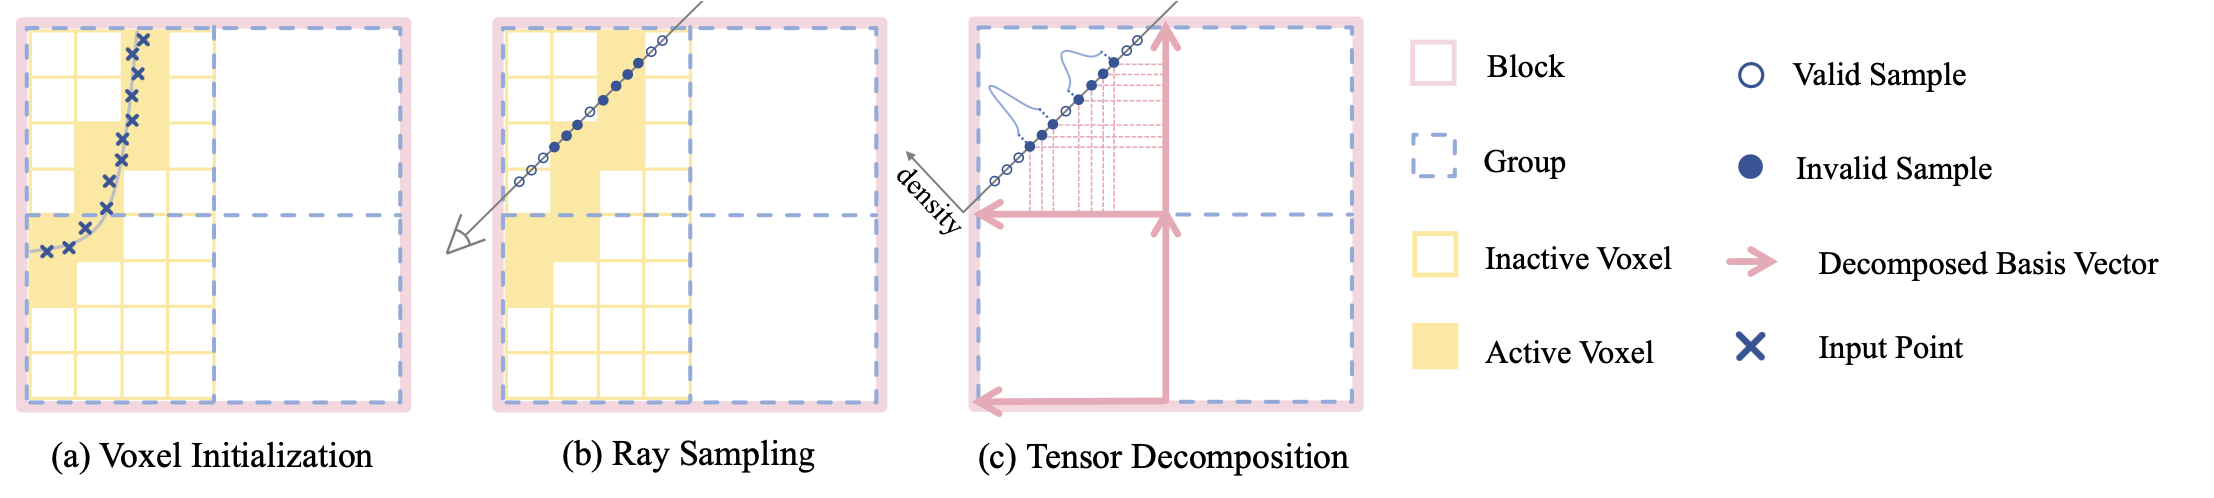 density
Block
Group
Inactive Voxel
Active Voxel
Valid Sample
Invalid Sample
Decomposed Basis Vector
Input Point
(a) Voxel Initialization
(b) Ray Sampling
(c) Tensor Decomposition